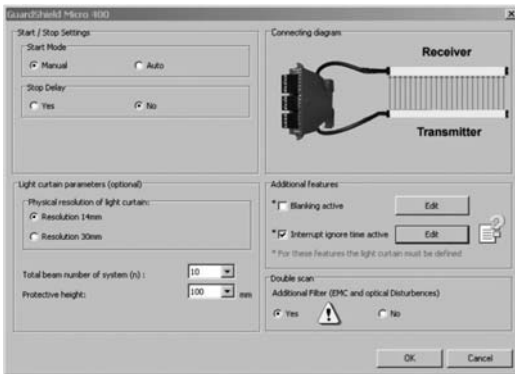 GuardShield Micro 400
Start / Stop Settings
Start Mode
Manual
Auto
Stop Delay
Yes
No
Connecting diagram
Receiver
Transmitter
Light curtain parameters (optional)
Physical resolution of light curtain:
Resolution 14mm
Resolution 30mm
Total beam number of system (n) :
10
Protective height:
100
mm
Additional features
* Blanking active
Edit
* Interrupt ignore time active
Edit
* For these features the light curtain must be defined
Double scan
Additional Filter (EMC and optical Disturbances)
Yes
No
OK
Cancel